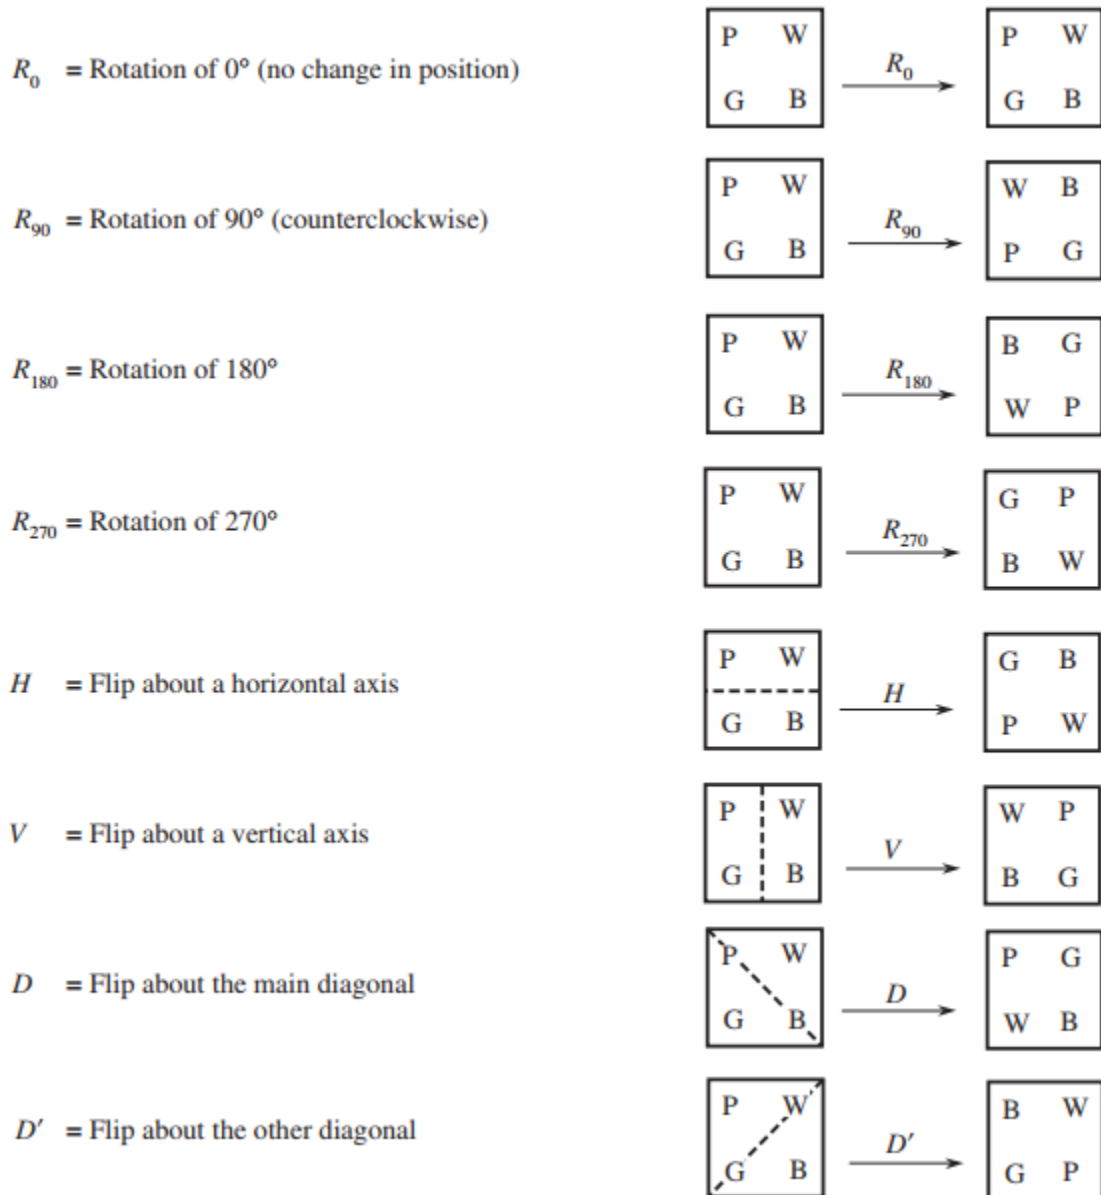 R₀ = Rotation of 0° (no change in position)
P W
G B
R₀
P W
G B
R₉₀ = Rotation of 90° (counterclockwise)
P W
G B
R₉₀
W B
P G
R₁₈₀ = Rotation of 180°
P W
G B
R₁₈₀
B G
W P
R₂₇₀ = Rotation of 270°
P W
G B
R₂₇₀
G P
B W
H = Flip about a horizontal axis
P W
G B
H
G B
P W
V = Flip about a vertical axis
P W
G B
V
W P
B G
D = Flip about the main diagonal
P W
G B
D
P G
W B
D′ = Flip about the other diagonal
P W
G B
D′
B W
G P